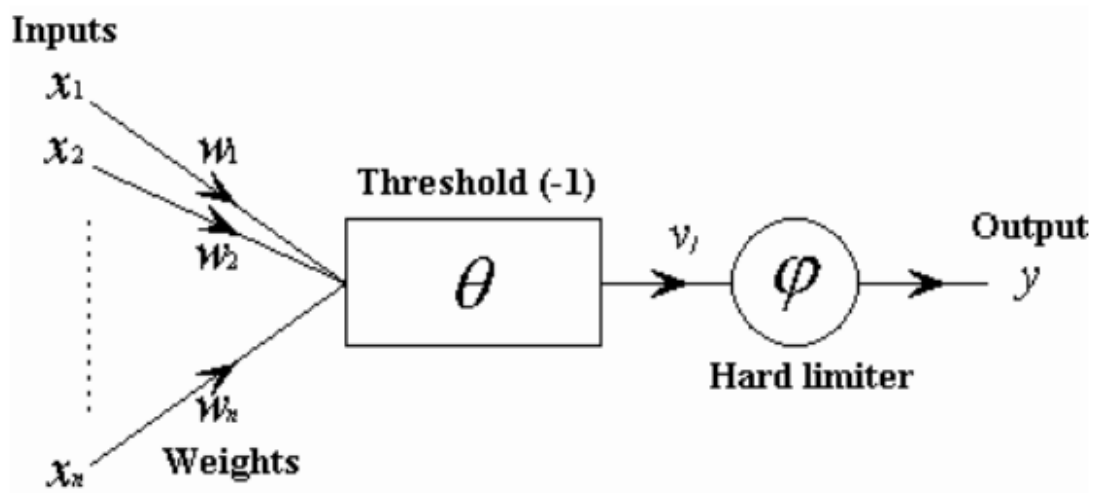 Inputs
x1
x2
w1
w2
Threshold (-1)
θ
vj
φ
Hard limiter
Output
y
wn
Weights
xn